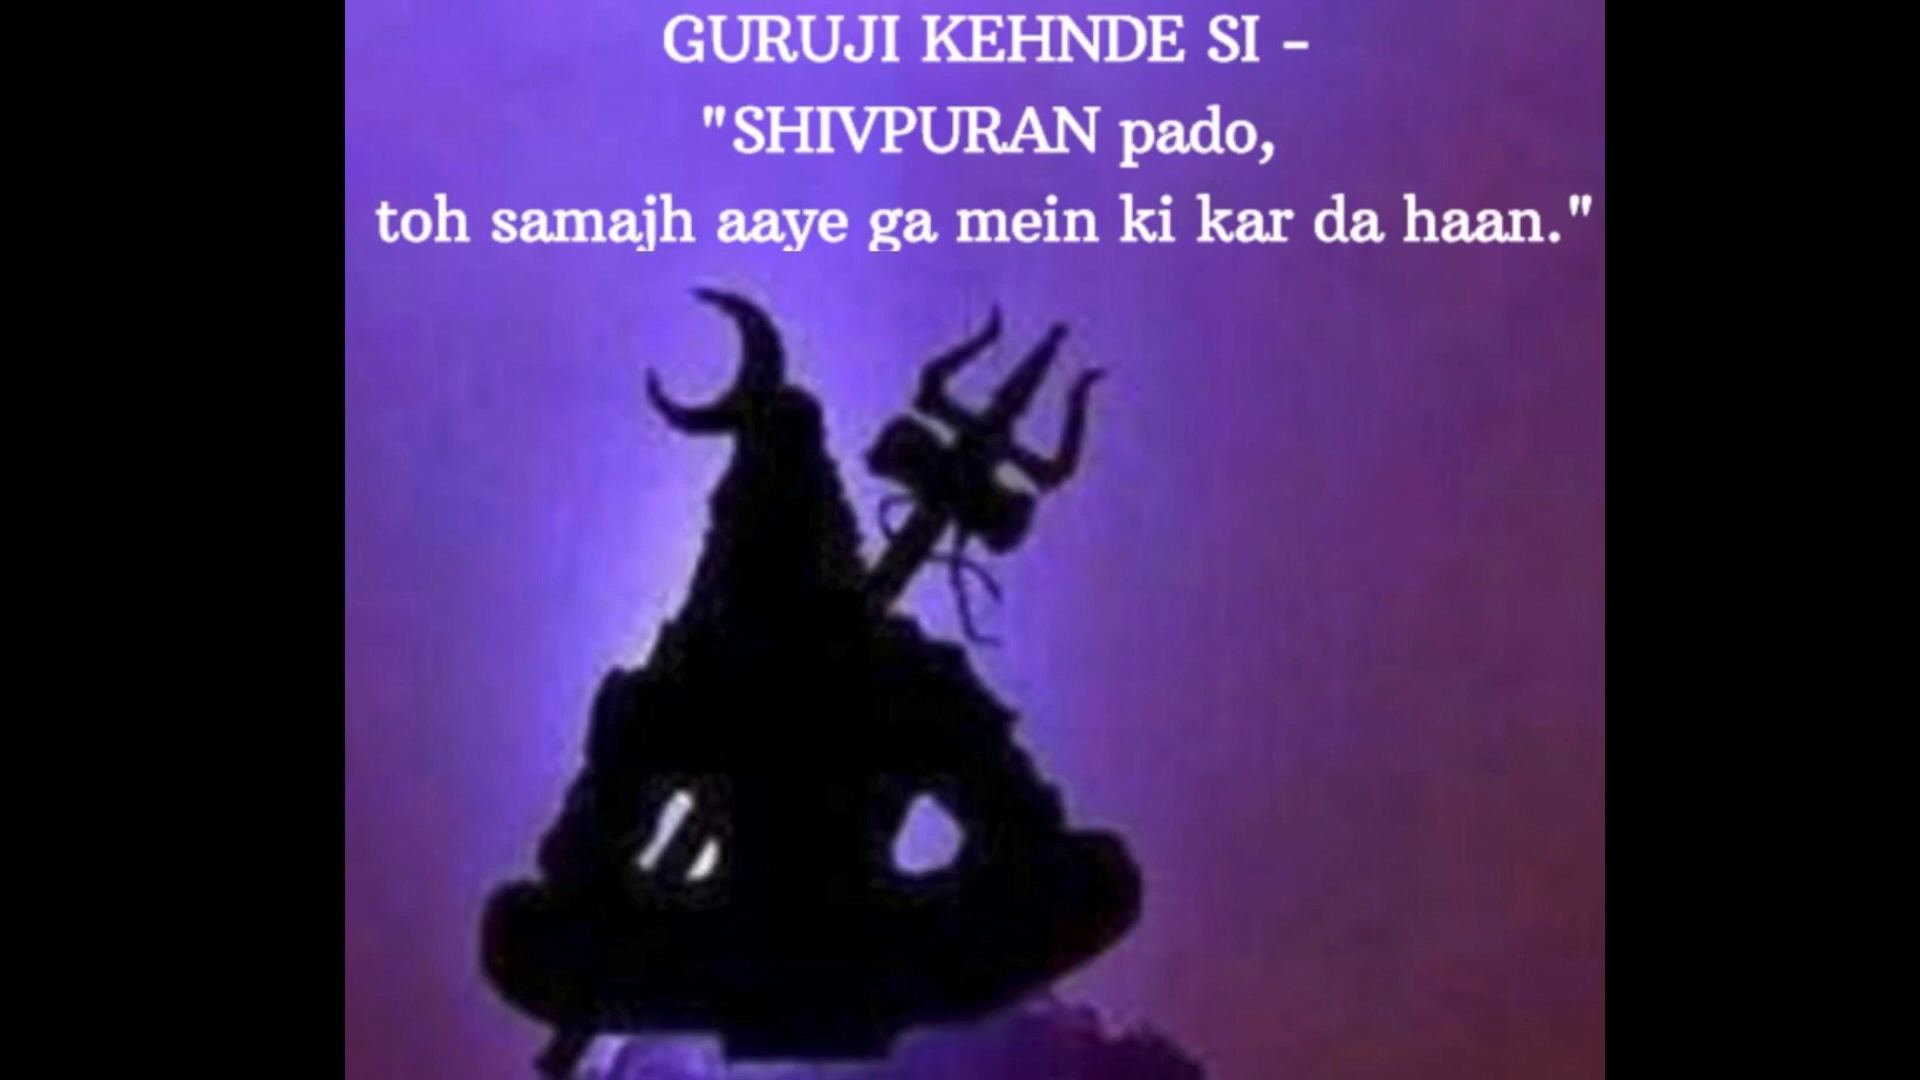 GURUJI KEHNDE SI -
"SHIVPURAN pado,
toh samajh aaye ga mein ki kar da haan."